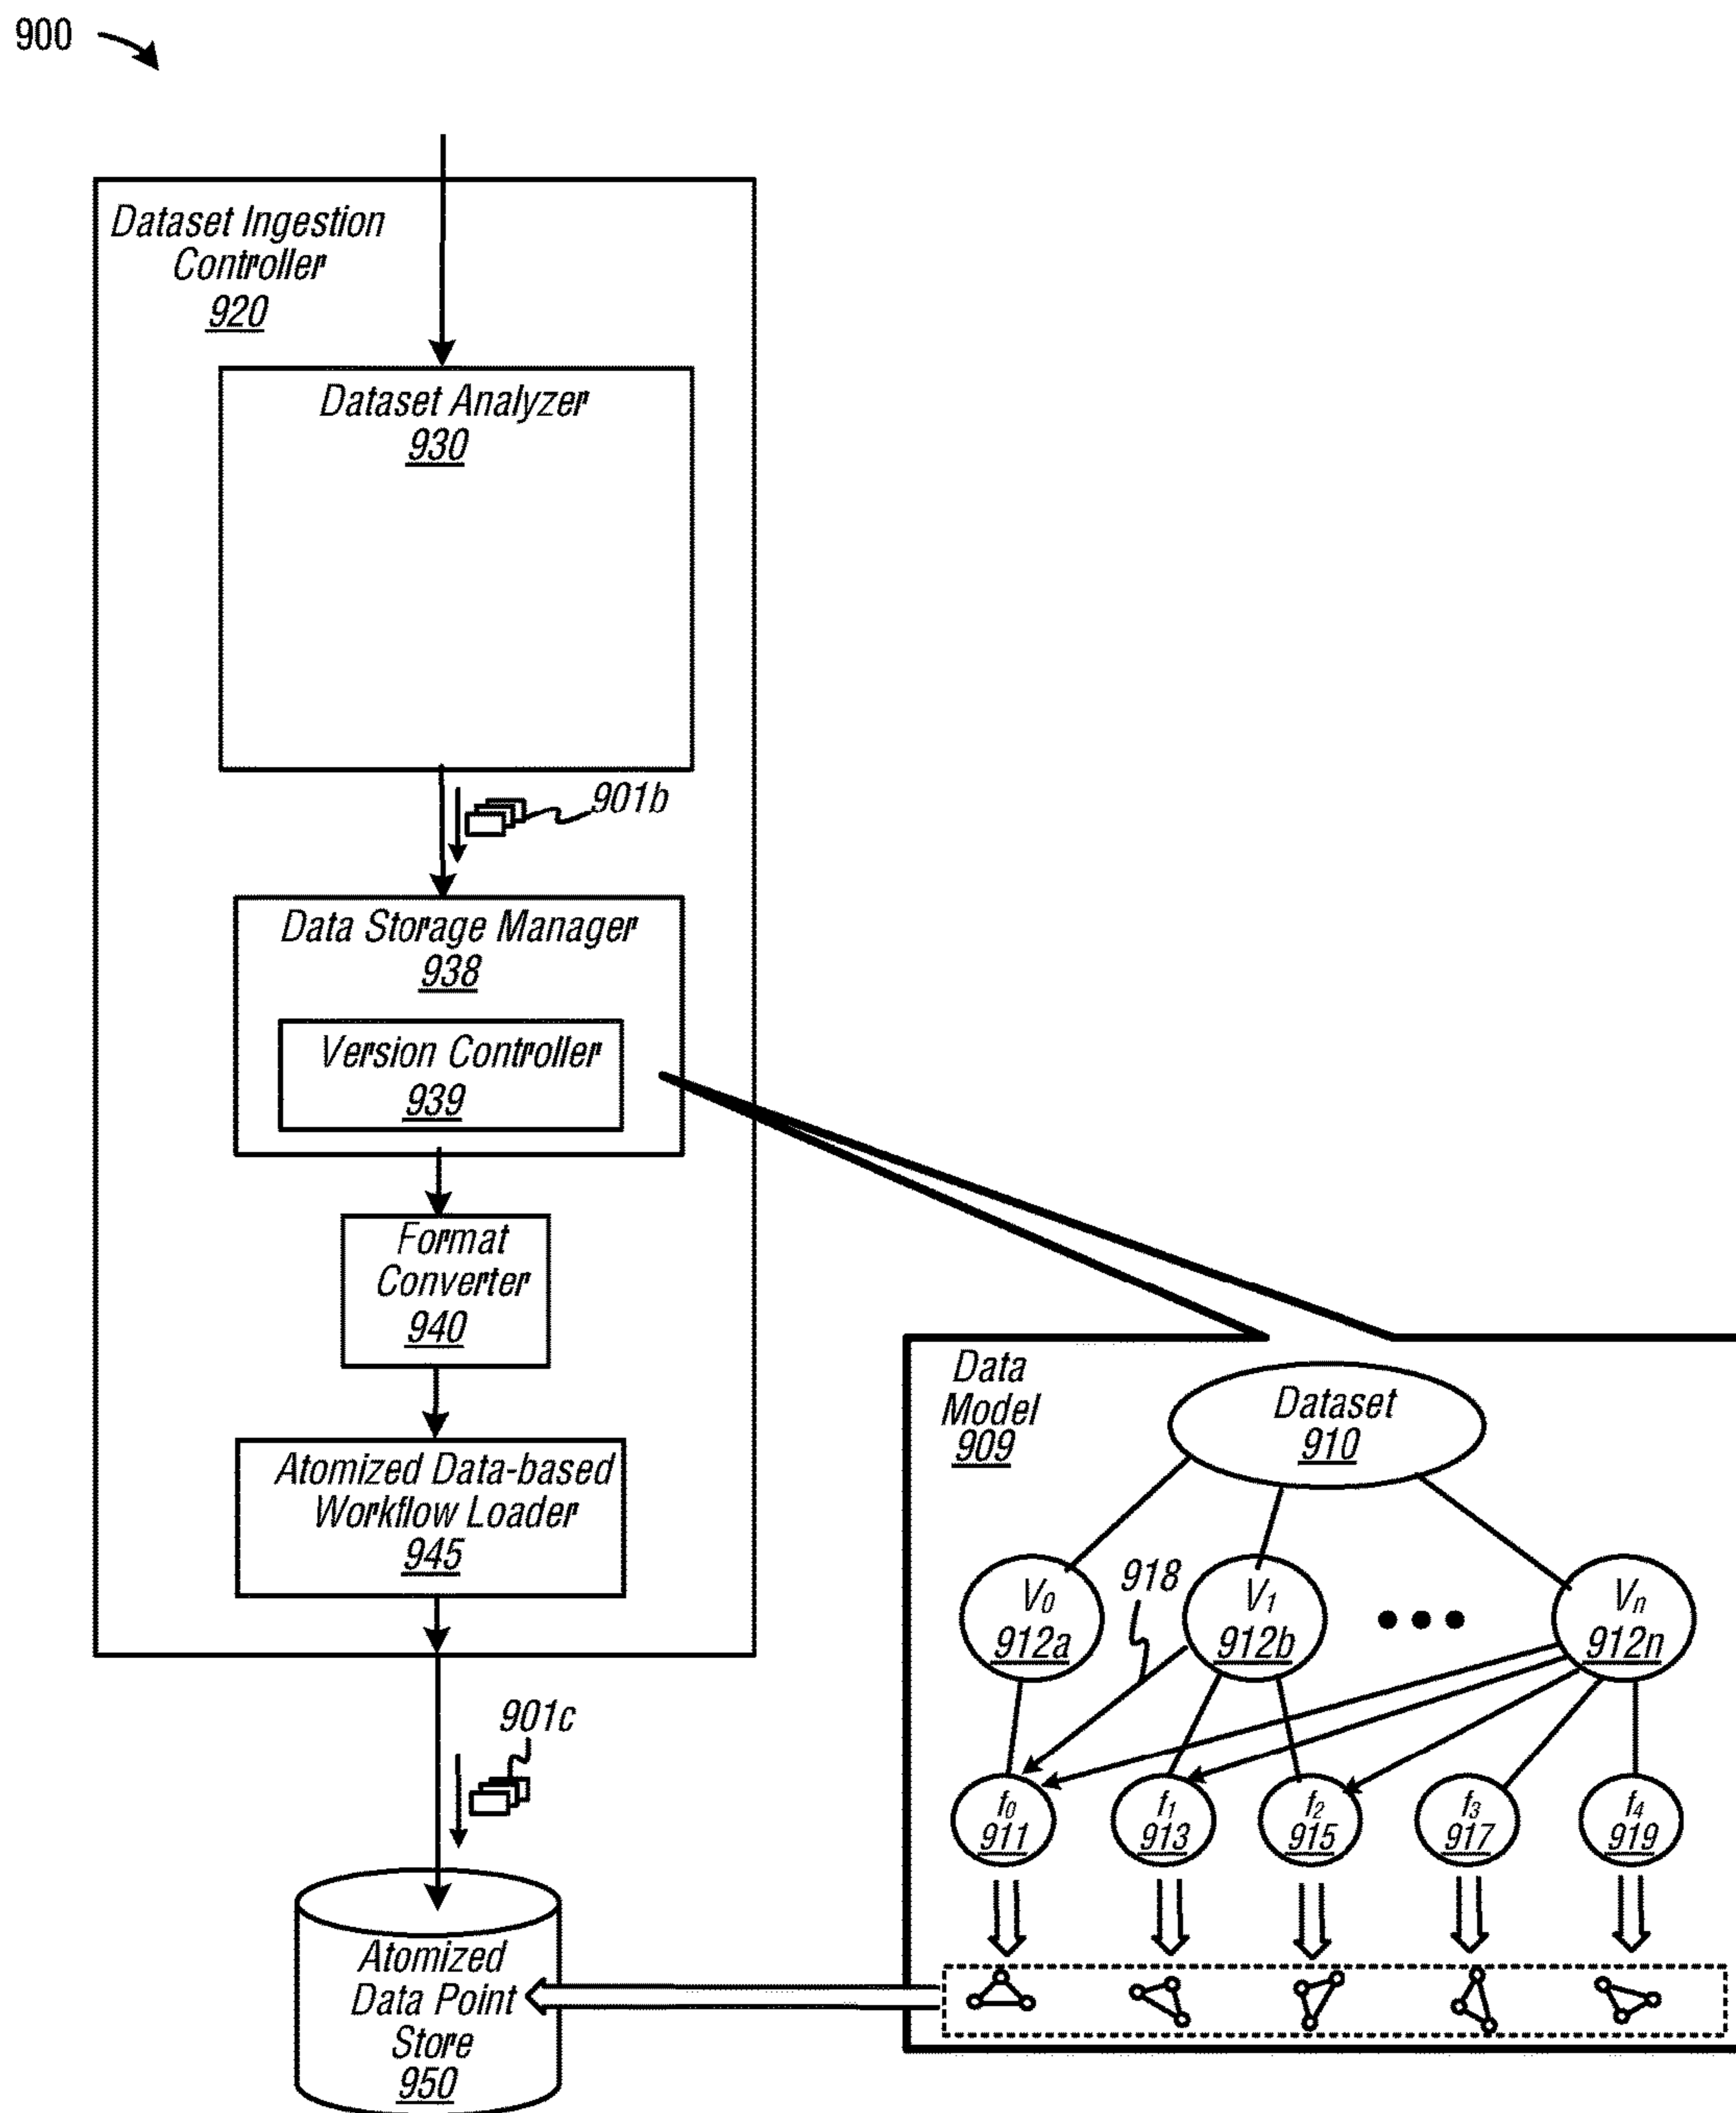 900
Dataset Ingestion
Controller
920
Dataset Analyzer
930
901b
Data Storage Manager
938
Version Controller
939
Format
Converter
940
Atomized Data-based
Workflow Loader
945
901c
Atomized
Data Point
Store
950
Data
Model
909
Dataset
910
918
V0
912a
V1
912b
Vn
912n
f0
911
f1
913
f2
915
f3
917
f4
919